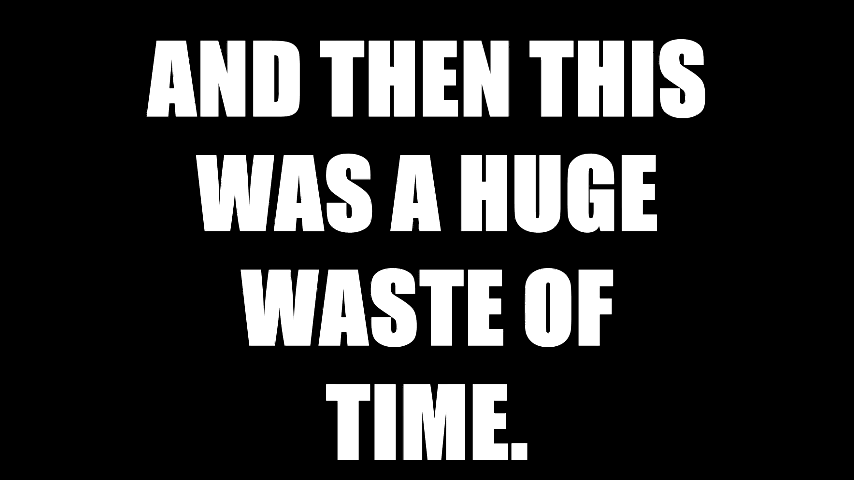 AND THEN THIS
WAS A HUGE
WASTE OF
TIME.